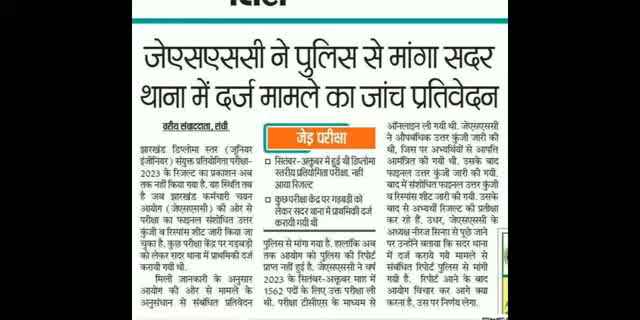 जेएसएससी ने पुलिस से मांगा सदर
थाना में दर्ज मामले का जांच प्रतिवेदन
वरीय संवाददाता, रांची
झारखंड डिप्लोमा स्तर (जूनियर
इंजीनियर) संयुक्त प्रतियोगिता परीक्षा-
2023 के रिजल्ट का प्रकाशन अब
तक नहीं किया गया है. यह स्थिति तब
है जब झारखंड कर्मचारी चयन
आयोग (जेएसएससी) की ओर से
परीक्षा का फाइनल संशोधित उत्तर
कुंजी व रिस्पांस शीट जारी किया जा
चुका है. कुछ परीक्षा केंद्र पर गड़बड़ी
को लेकर सदर थाना में प्राथमिकी दर्ज
करायी गयी थी.
मिली जानकारी के अनुसार
आयोग की ओर से मामले के
अनुसंधान से संबंधित प्रतिवेदन
जेइ परीक्षा
सितंबर-अक्तूबर में हुई थी डिप्लोमा
स्तरीय प्रतियोगिता परीक्षा, नहीं
आया रिजल्ट
कुछ परीक्षा केंद्र पर गड़बड़ी को
लेकर सदर थाना में प्राथमिकी दर्ज
करायी गयी थी
पुलिस से मांगा गया है. हालांकि अब
तक आयोग को पुलिस की रिपोर्ट
प्राप्त नहीं हुई है. जेएसएससी ने वर्ष
2023 के सितंबर-अक्तूबर माह में
1562 पदों के लिए उक्त परीक्षा ली
थी. परीक्षा टीसीएस के माध्यम से
ऑनलाइन ली गयी थी. जेएसएससी ने
औपबंधिक उत्तर कुंजी जारी की
थी, जिस पर अभ्यर्थियों से आपत्ति
आमंत्रित की गयी थी. उसके बाद
फाइनल उत्तर कुंजी जारी की गयी.
बाद में संशोधित फाइनल उत्तर कुंजी
व रिस्पांस शीट जारी की गयी. उसके
बाद से अभ्यर्थी रिजल्ट की प्रतीक्षा
कर रहे हैं. उधर, जेएसएससी के
अध्यक्ष नीरज सिन्हा से पूछे जाने
पर उन्होंने बताया कि सदर थाना
में दर्ज कराये गये मामले से
संबंधित रिपोर्ट पुलिस से मांगी
गयी है. रिपोर्ट आने के बाद
आयोग विचार कर आगे क्या
करना है, उस पर निर्णय लेगा.